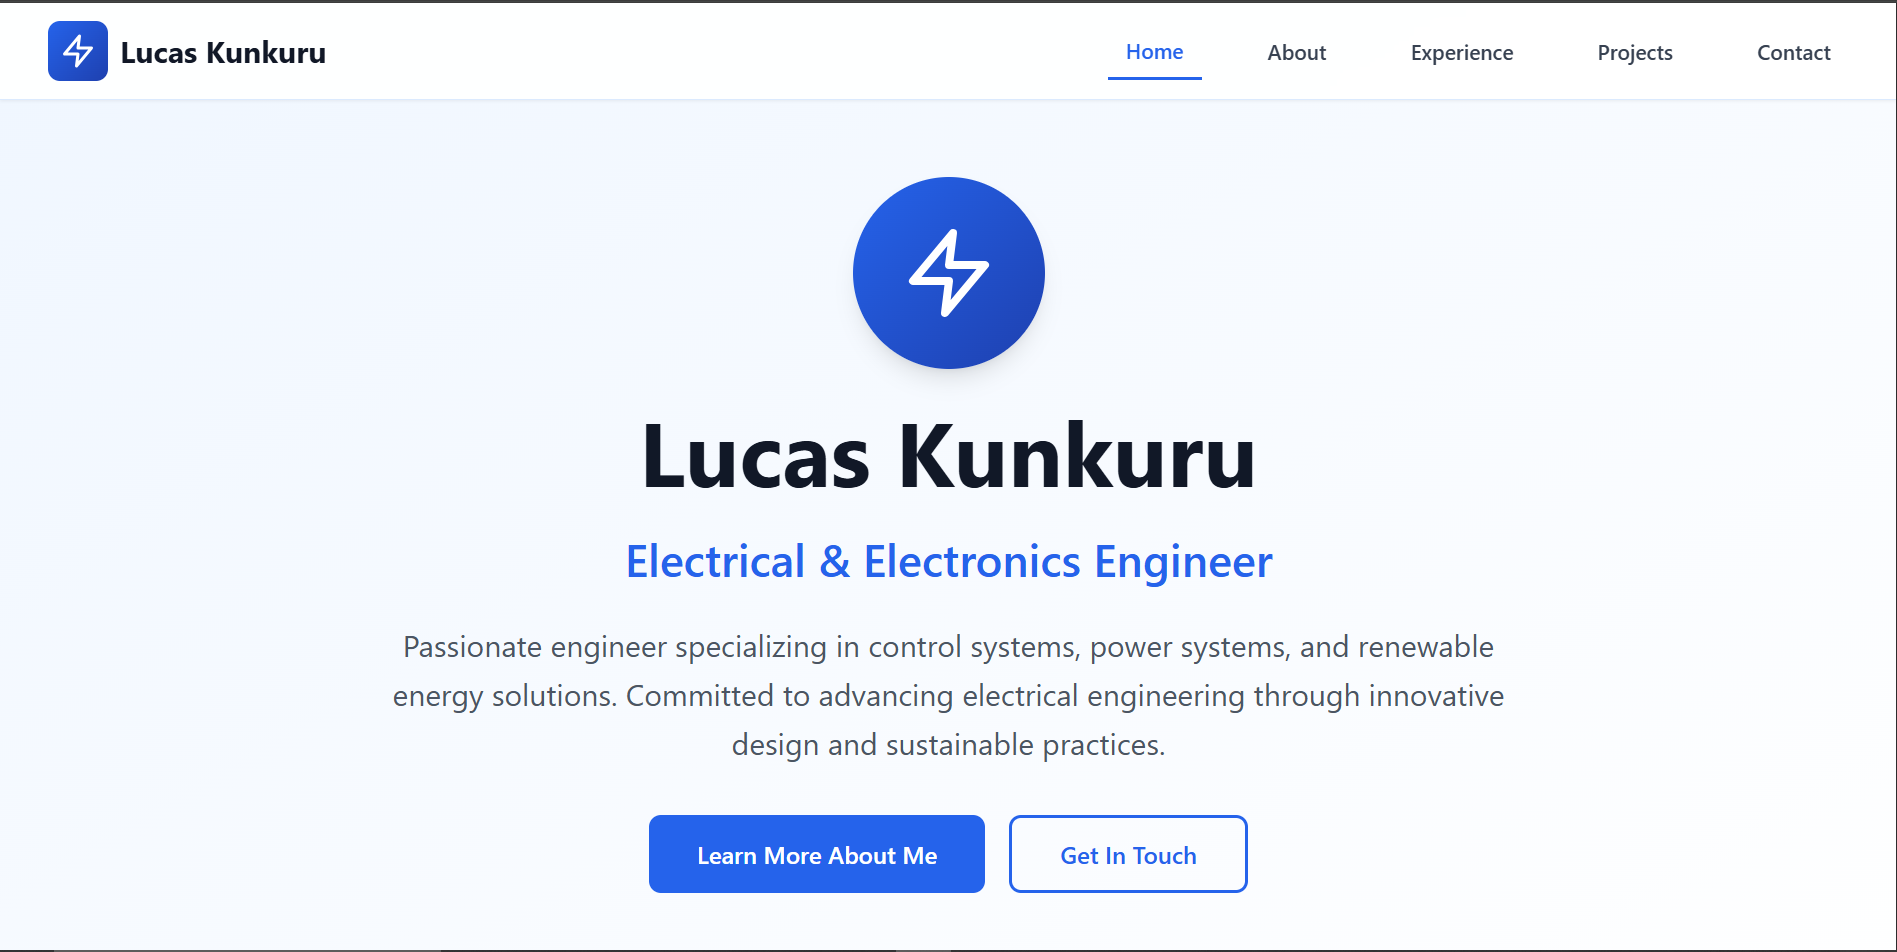 Lucas Kunkuru
Home
About
Experience
Projects
Contact
Lucas Kunkuru
Electrical & Electronics Engineer
Passionate engineer specializing in control systems, power systems, and renewable
energy solutions. Committed to advancing electrical engineering through innovative
design and sustainable practices.
Learn More About Me
Get In Touch